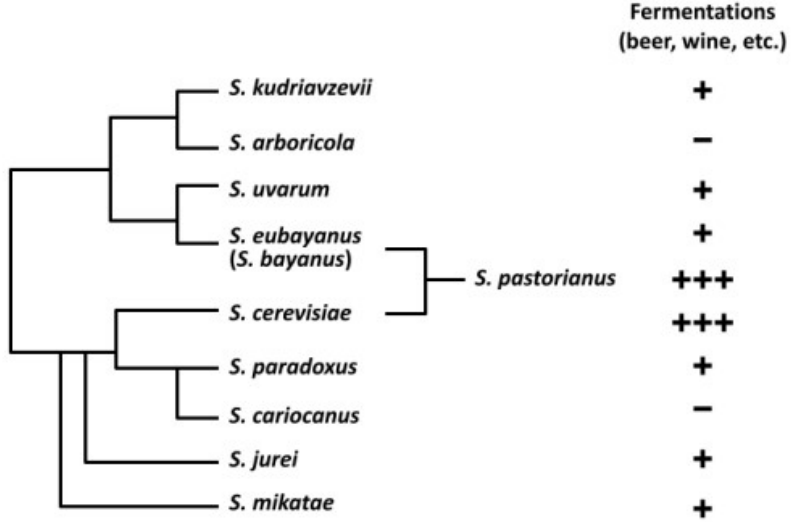 Fermentations
(beer, wine, etc.)
S. kudriavzevii +
S. arboricola −
S. uvarum +
S. eubayanus +
(S. bayanus)
S. pastorianus +++
S. cerevisiae +++
S. paradoxus +
S. cariocanus −
S. jurei +
S. mikatae +